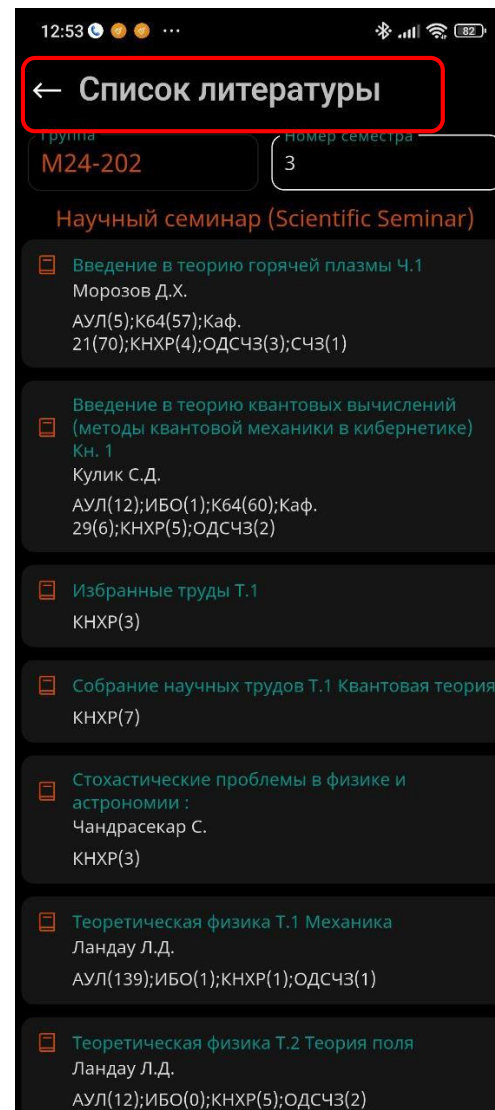 12:53
82
← Список литературы
Группа
Номер семестра
М24-202
3
Научный семинар (Scientific Seminar)
Введение в теорию горячей плазмы Ч.1
Морозов Д.Х.
АУЛ(5);К64(57);Каф.
21(70);КНХР(4);ОДСЧЗ(3);СЧЗ(1)
Введение в теорию квантовых вычислений
(методы квантовой механики в кибернетике)
Кн. 1
Кулик С.Д.
АУЛ(12);ИБО(1);К64(60);Каф.
29(6);КНХР(5);ОДСЧЗ(2)
Избранные труды Т.1
КНХР(3)
Собрание научных трудов Т.1 Квантовая теория
КНХР(7)
Стохастические проблемы в физике и
астрономии :
Чандрасекар С.
КНХР(3)
Теоретическая физика Т.1 Механика
Ландау Л.Д.
АУЛ(139);ИБО(1);КНХР(1);ОДСЧЗ(1)
Теоретическая физика Т.2 Теория поля
Ландау Л.Д.
АУЛ(12);ИБО(0);КНХР(5);ОДСЧЗ(2)